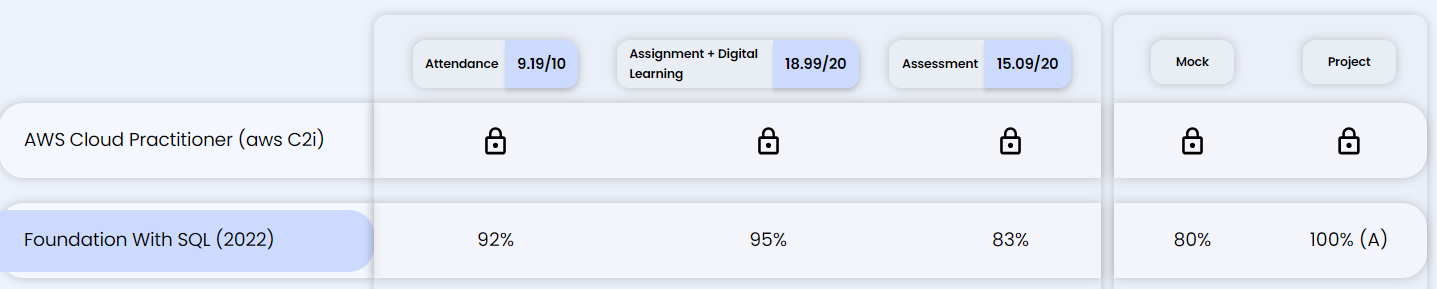 Attendance 9.19/10
Assignment + Digital
Learning
18.99/20
Assessment 15.09/20
Mock
Project
AWS Cloud Practitioner (aws C2i)
Foundation With SQL (2022) 92% 95% 83% 80% 100% (A)